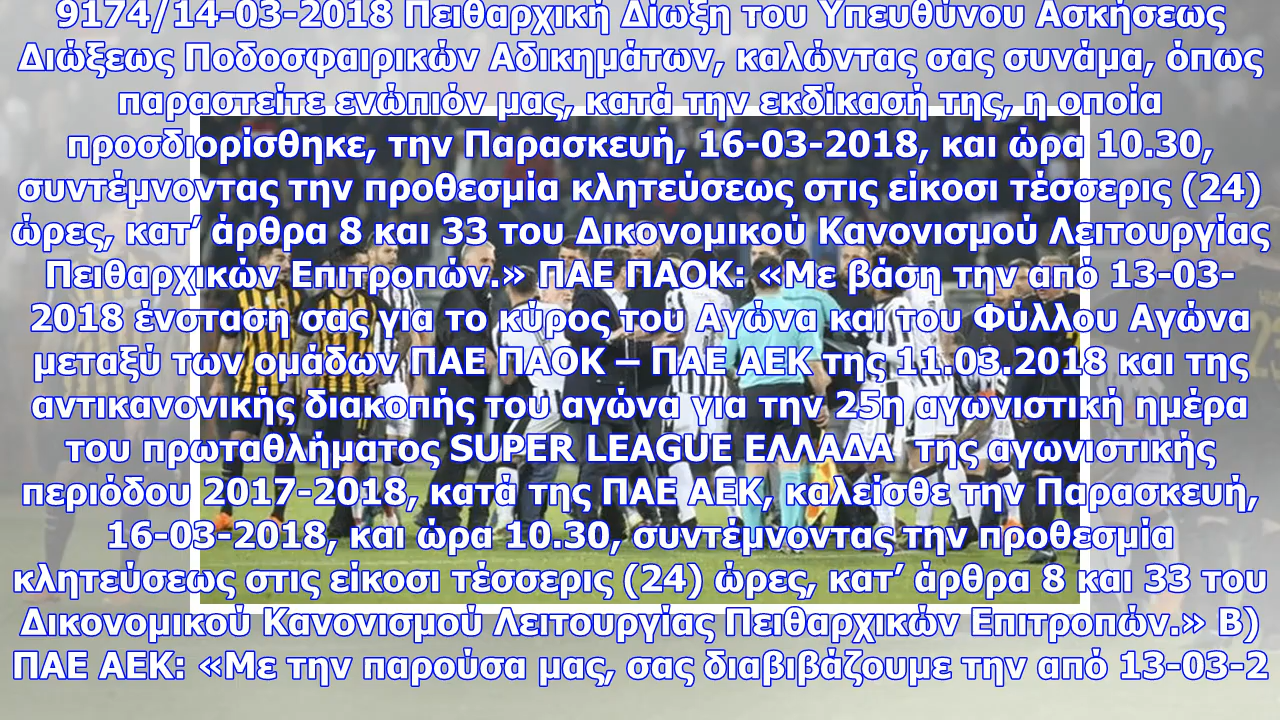 9174/14-03-2018 Πειθαρχική Δίωξη του Υπευθύνου Ασκήσεως
Διώξεως Ποδοσφαιρικών Αδικημάτων, καλώντας σας συνάμα, όπως
παραστείτε ενώπιόν μας, κατά την εκδίκασή της, η οποία
προσδιορίσθηκε, την Παρασκευή, 16-03-2018, και ώρα 10.30,
συντέμνοντας την προθεσμία κλητεύσεως στις είκοσι τέσσερις (24)
ώρες, κατ’ άρθρα 8 και 33 του Δικονομικού Κανονισμού Λειτουργίας
Πειθαρχικών Επιτροπών.» ΠΑΕ ΠΑΟΚ: «Με βάση την από 13-03-
2018 ένσταση σας για το κύρος του Αγώνα και του Φύλλου Αγώνα
μεταξύ των ομάδων ΠΑΕ ΠΑΟΚ – ΠΑΕ ΑΕΚ της 11.03.2018 και της
αντικανονικής διακοπής του αγώνα για την 25η αγωνιστική ημέρα
του πρωταθλήματος SUPER LEAGUE ΕΛΛΑΔΑ της αγωνιστικής
περιόδου 2017-2018, κατά της ΠΑΕ ΑΕΚ, καλείσθε την Παρασκευή,
16-03-2018, και ώρα 10.30, συντέμνοντας την προθεσμία
κλητεύσεως στις είκοσι τέσσερις (24) ώρες, κατ’ άρθρα 8 και 33 του
Δικονομικού Κανονισμού Λειτουργίας Πειθαρχικών Επιτροπών.» Β)
ΠΑΕ ΑΕΚ: «Με την παρούσα μας, σας διαβιβάζουμε την από 13-03-2